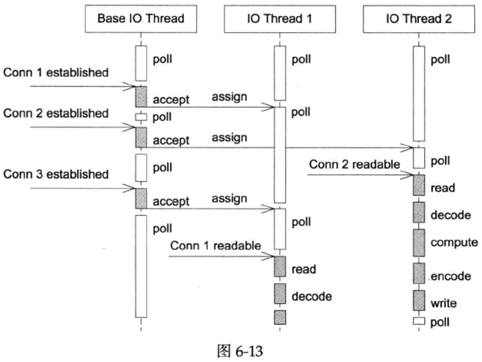 Base IO Thread
IO Thread 1
IO Thread 2
poll
poll
poll
Conn 1 established
accept
assign
poll
Conn 2 established
poll
accept
assign
poll
Conn 2 readable
poll
Conn 3 established
read
accept
assign
decode
poll
poll
compute
Conn 1 readable
read
encode
decode
write
poll
图 6-13